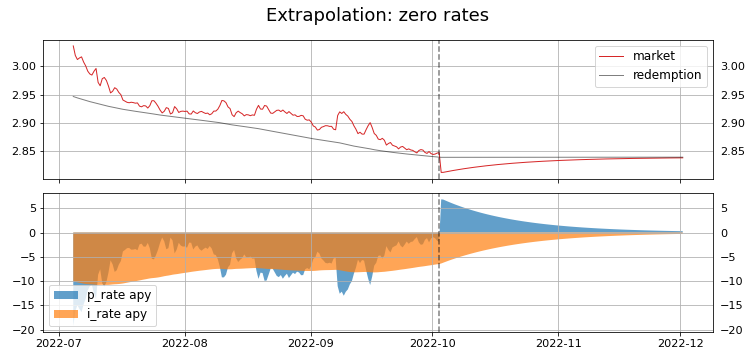 Extrapolation: zero rates
3.00 3.00
2.95 2.95
2.90 2.90
2.85 2.85
market
redemption
5 5
0 0
−5 −5
−10 −10
−15 −15
−20 −20
p_rate apy
i_rate apy
2022-07 2022-08 2022-09 2022-10 2022-11 2022-12